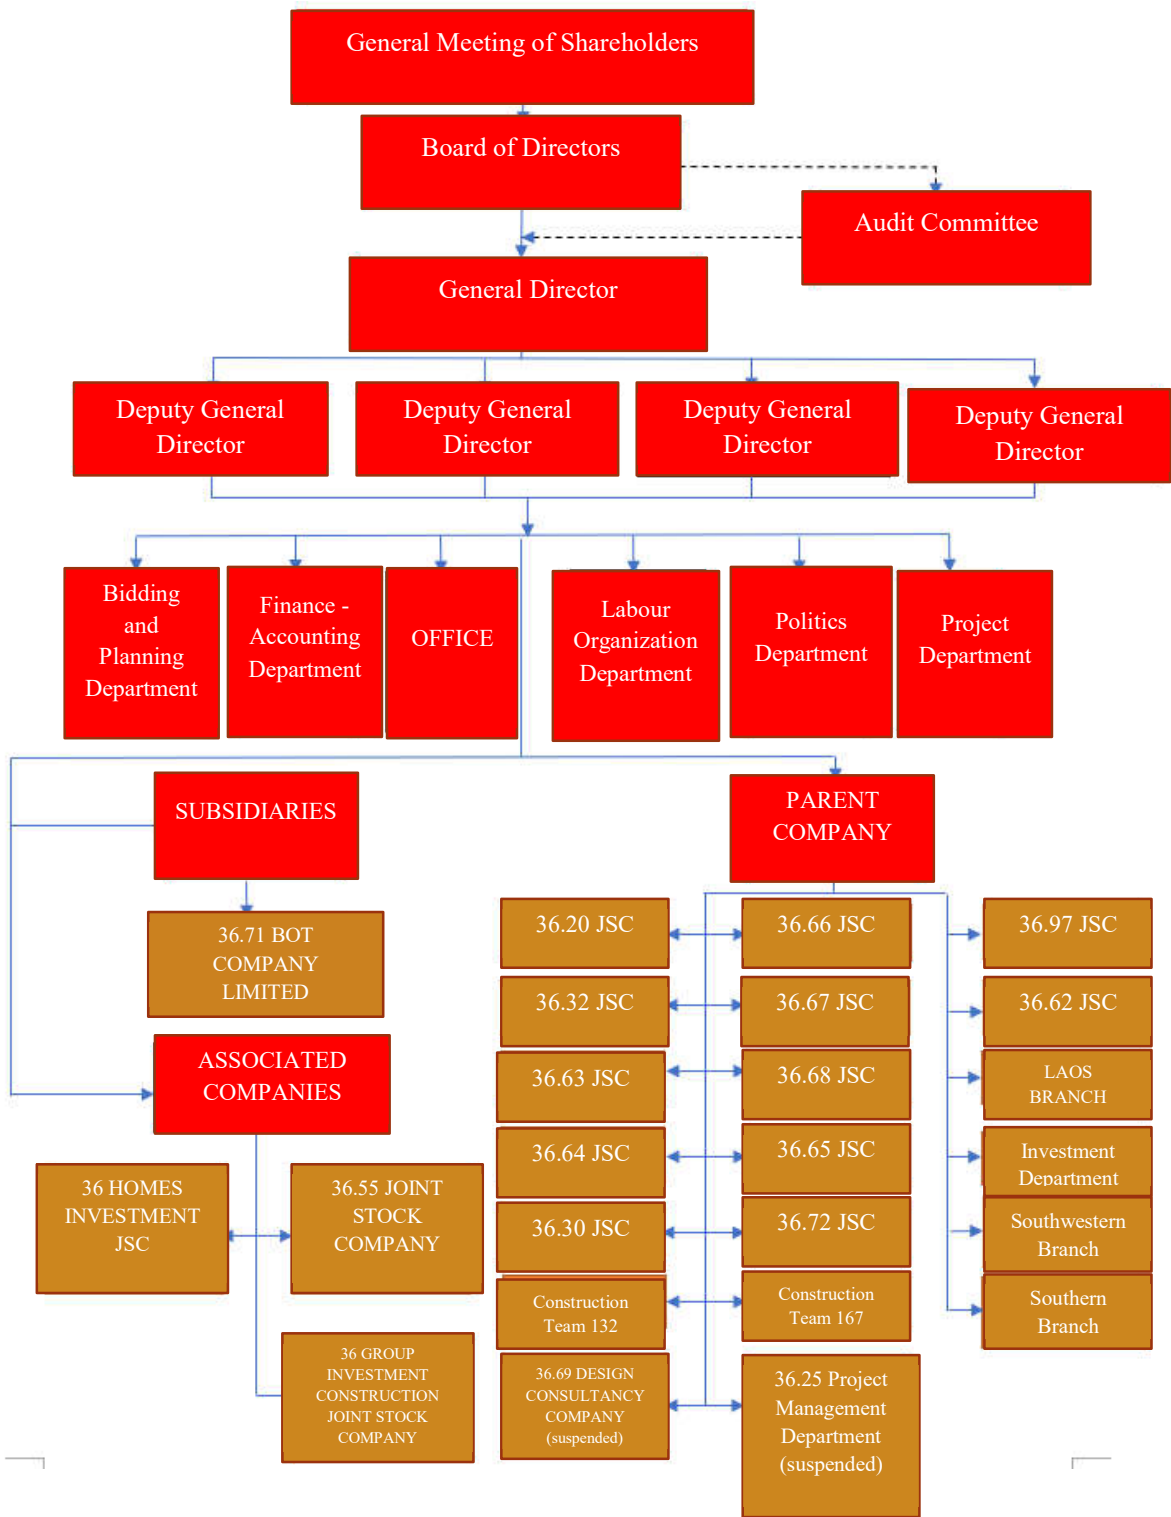 General Meeting of Shareholders
Board of Directors
Audit Committee
General Director
Deputy General
Director
Deputy General
Director
Deputy General
Director
Deputy General
Director
Bidding
and
Planning
Department
Finance -
Accounting
Department
OFFICE
Labour
Organization
Department
Politics
Department
Project
Department
SUBSIDIARIES
36.71 BOT
COMPANY
LIMITED
ASSOCIATED
COMPANIES
36 HOMES
INVESTMENT
JSC
36.55 JOINT
STOCK
COMPANY
36 GROUP
INVESTMENT
CONSTRUCTION
JOINT STOCK
COMPANY
PARENT
COMPANY
36.20 JSC
36.66 JSC
36.97 JSC
36.32 JSC
36.67 JSC
36.62 JSC
36.63 JSC
36.68 JSC
LAOS
BRANCH
36.64 JSC
36.65 JSC
Investment
Department
36.30 JSC
36.72 JSC
Southwestern
Branch
Construction
Team 132
Construction
Team 167
Southern
Branch
36.69 DESIGN
CONSULTANCY
COMPANY
(suspended)
36.25 Project
Management
Department
(suspended)